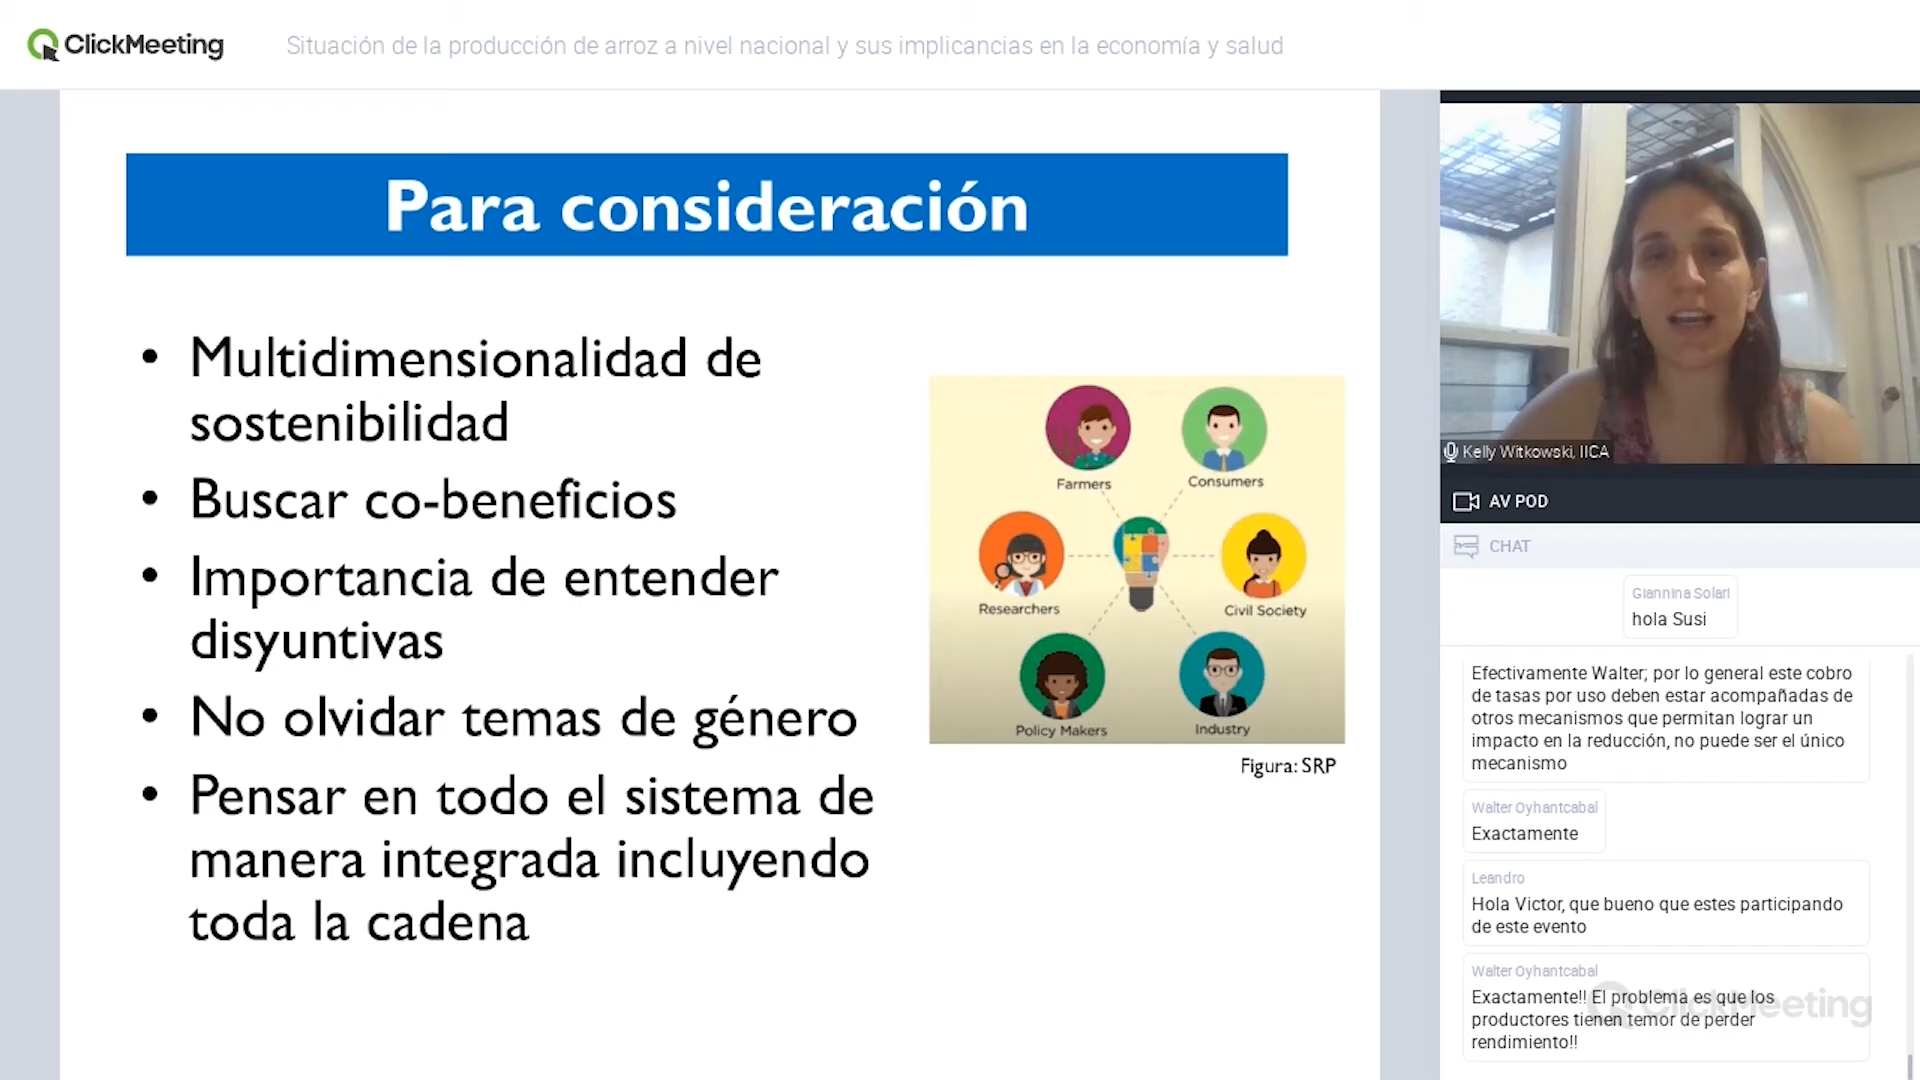 ClickMeeting
Situación de la producción de arroz a nivel nacional y sus implicancias en la economía y salud
Para consideración
• Multidimensionalidad de
sostenibilidad
• Buscar co-beneficios
• Importancia de entender
disyuntivas
• No olvidar temas de género
• Pensar en todo el sistema de
manera integrada incluyendo
toda la cadena
Farmers
Consumers
Researchers
Civil Society
Policy Makers
Industry
Figura: SRP
Kelly Witkowski, IICA
AV POD
CHAT
Giannina Solari
hola Susi
Efectivamente Walter; por lo general este cobro
de tasas por uso deben estar acompañadas de
otros mecanismos que permitan lograr un
impacto en la reducción, no puede ser el único
mecanismo
Walter Oyhantcabal
Exactamente
Leandro
Hola Victor, que bueno que estes participando
de este evento
Walter Oyhantcabal
Exactamente!! El problema es que los
productores tienen temor de perder
rendimiento!!
ClickMeeting